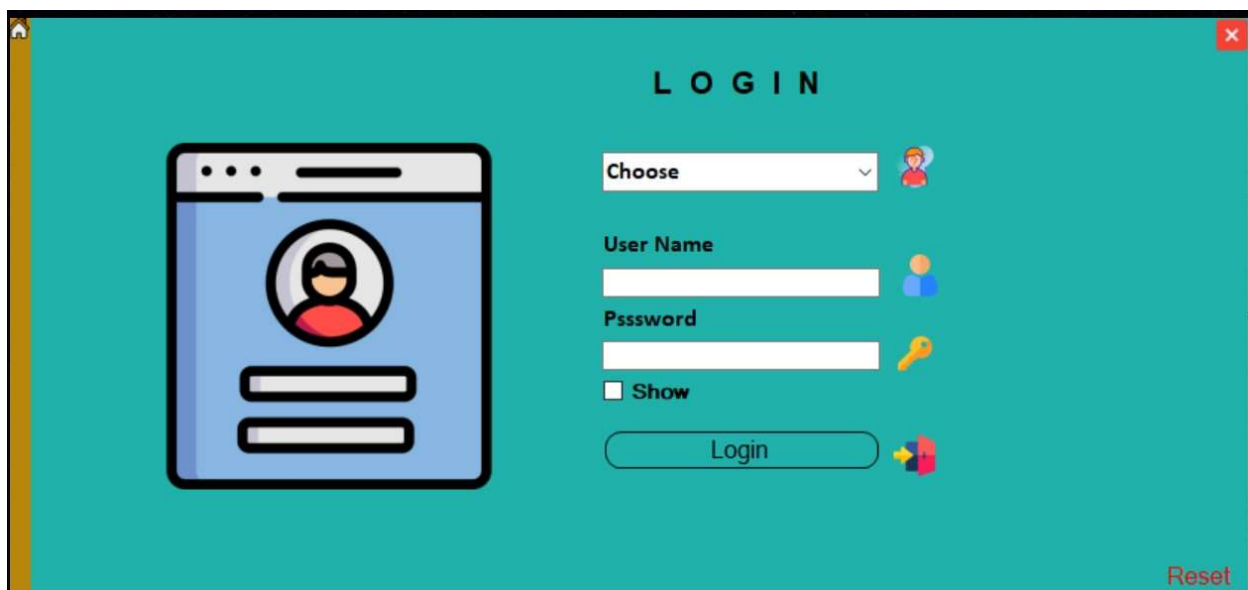 L O G I N
Choose
User Name
Psssword
Show
Login
Reset